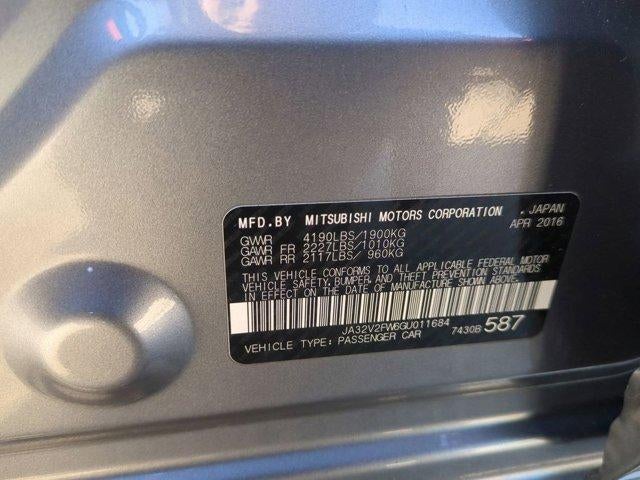 MFD.BY MITSUBISHI MOTORS CORPORATION . JAPAN
APR 2016
GVWR 4190LBS/1900KG
GAWR FR 2227LBS/1010KG
GAWR RR 2117LBS/ 960KG
THIS VEHICLE CONFORMS TO ALL APPLICABLE FEDERAL MOTOR
VEHICLE SAFETY, BUMPER, AND THEFT PREVENTION STANDARDS
IN EFFECT ON THE DATE OF MANUFACTURE SHOWN ABOVE.
JA32V2FW6GU011684 7430B 587
VEHICLE TYPE: PASSENGER CAR